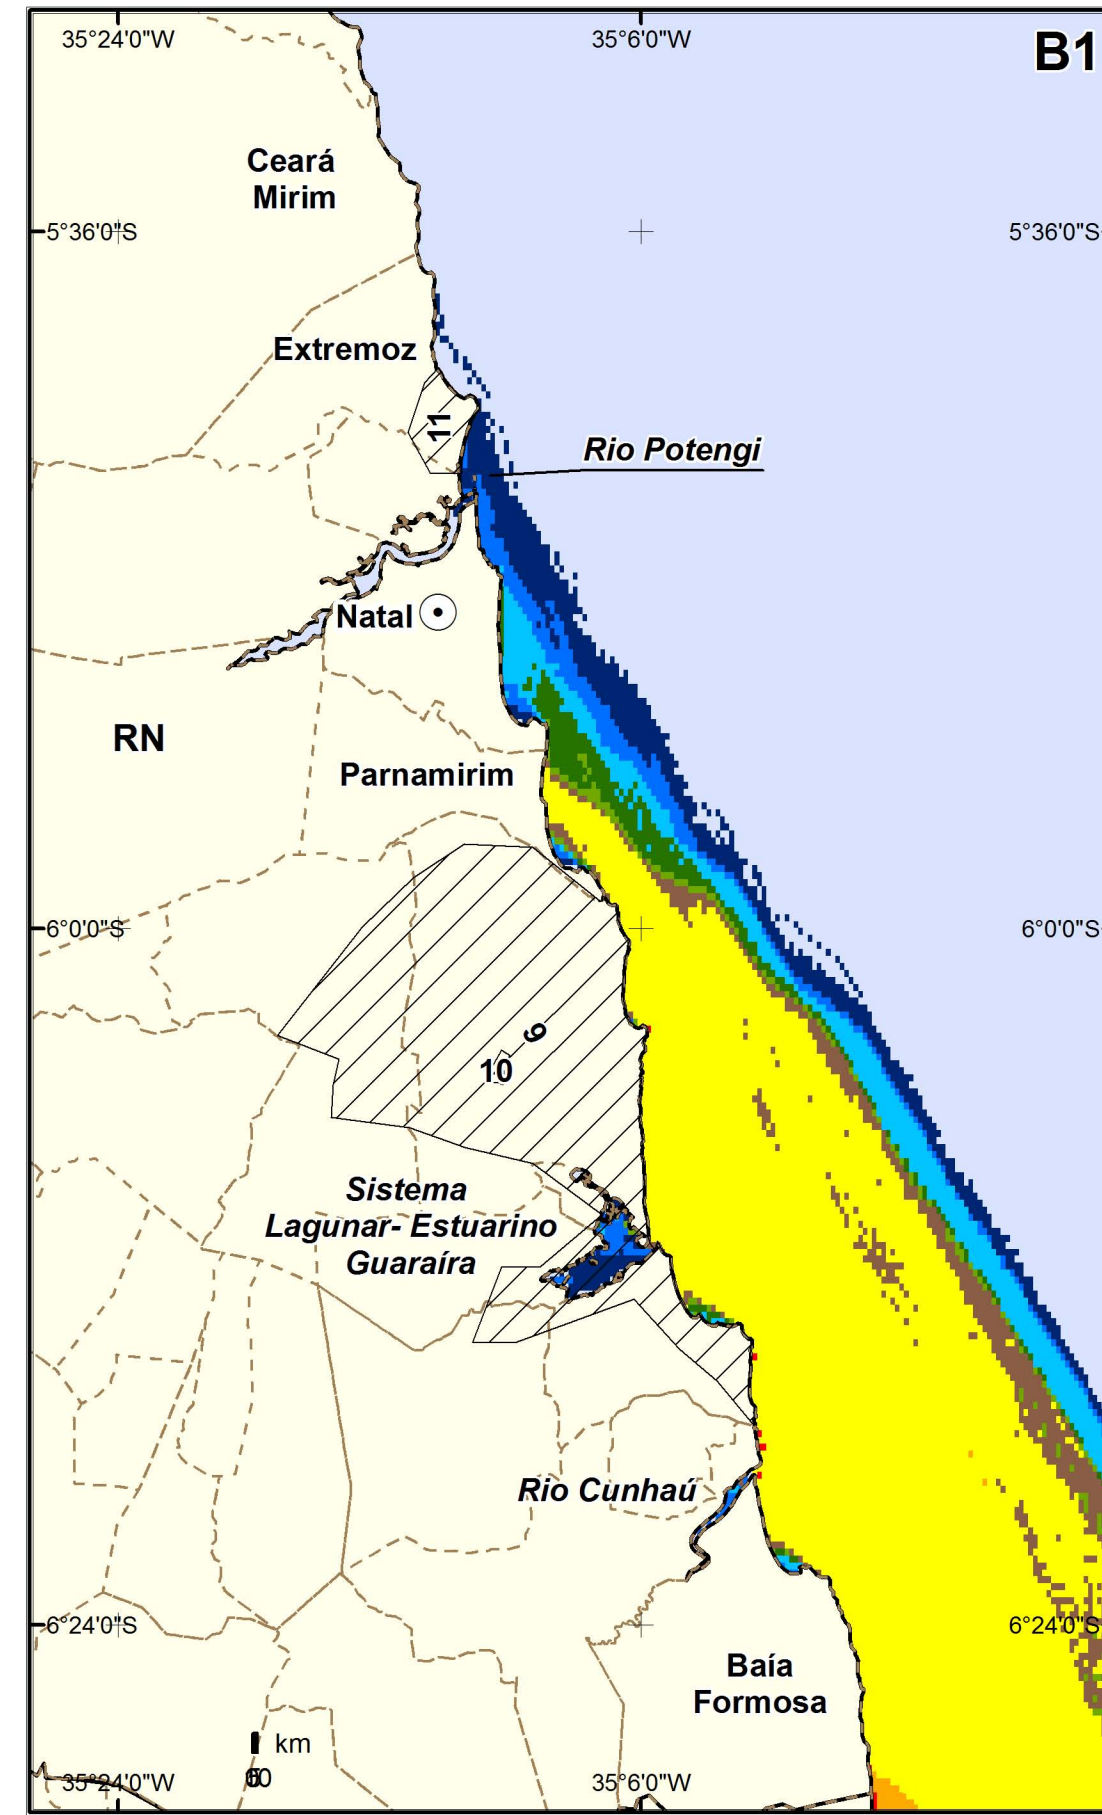 35°24'0"W
35°6'0"W
B1
Ceará
Mirim
5°36'0"S
5°36'0"S
Extremoz
11
Rio Potengi
Natal
RN
Parnamirim
6°0'0"S
6°0'0"S
9
10
Sistema
Lagunar- Estuarino
Guaraíra
Rio Cunhaú
6°24'0"S
6°24'0"S
Baía
Formosa
km
35°24'0"W
35°6'0"W